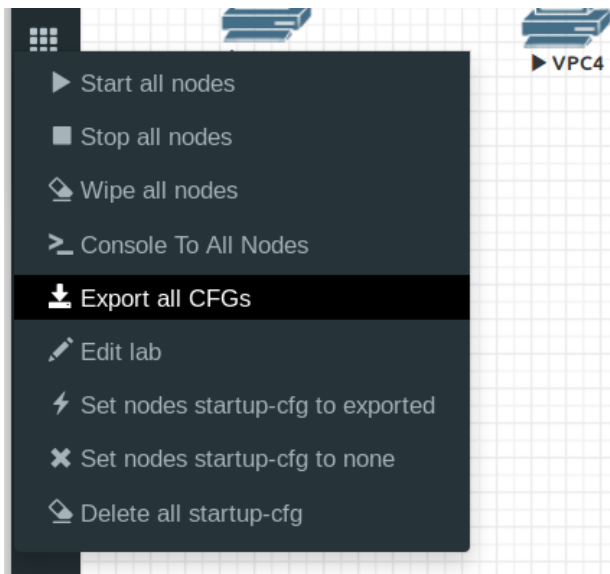 VPC4
Start all nodes
Stop all nodes
Wipe all nodes
Console To All Nodes
Export all CFGs
Edit lab
Set nodes startup-cfg to exported
Set nodes startup-cfg to none
Delete all startup-cfg